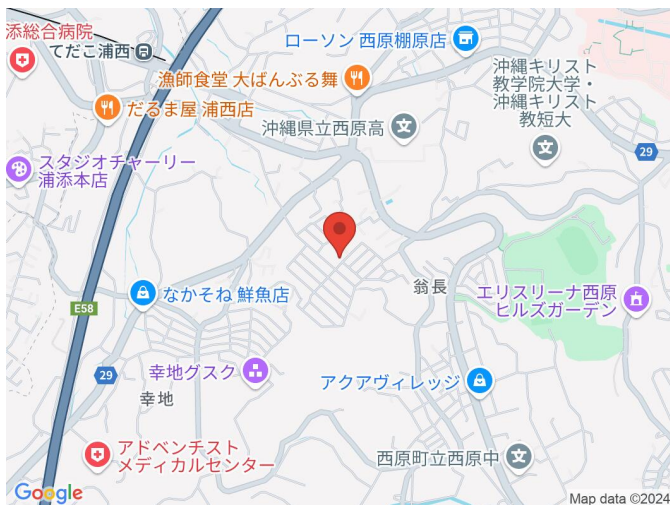 添総合病院
てだこ浦西
ローソン 西原棚原店
漁師食堂 大ばんぶる舞
だるま屋 浦西店
沖縄県立西原高
沖縄キリスト
教学院大学・
沖縄キリスト
教短大
29
スタジオチャーリー
浦添本店
なかそね 鮮魚店
E58
翁長
エリスリーナ西原
ヒルズガーデン
29
幸地グスク
幸地
アクアヴィレッジ
アドベンチスト
メディカルセンター
西原町立西原中
Google
Map data ©2024